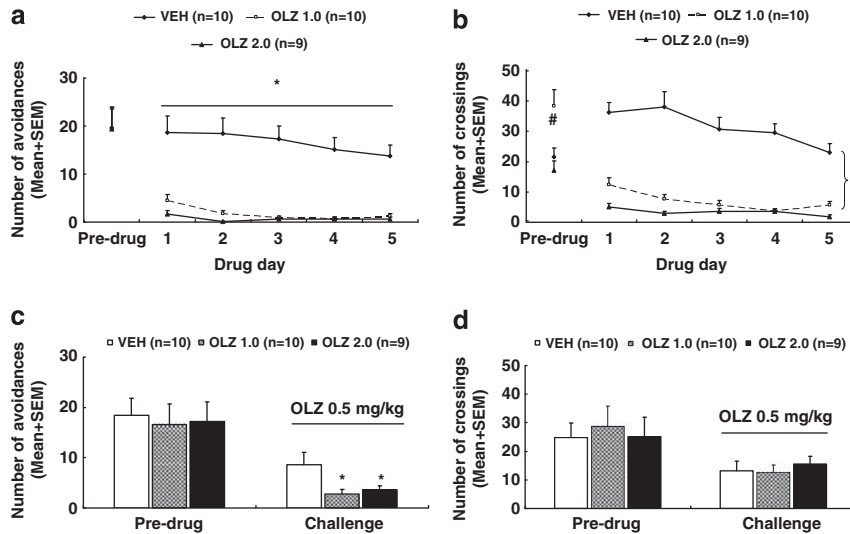 a
VEH (n=10) OLZ 1.0 (n=10)
OLZ 2.0 (n=9)
Number of avoidances
(Mean+SEM)
30
20
10
0
*
Pre-drug 1 2 3 4 5
Drug day
b
VEH (n=10) OLZ 1.0 (n=10)
OLZ 2.0 (n=9)
Number of crossings
(Mean+SEM)
50
40
30
20
10
0
#
Pre-drug 1 2 3 4 5
Drug day
c
VEH (n=10) OLZ 1.0 (n=10) OLZ 2.0 (n=9)
Number of avoidances
(Mean+SEM)
30
20
10
0
OLZ 0.5 mg/kg
* *
Pre-drug Challenge
d
VEH (n=10) OLZ 1.0 (n=10) OLZ 2.0 (n=9)
Number of crossings
(Mean+SEM)
50
40
30
20
10
0
OLZ 0.5 mg/kg
Pre-drug Challenge